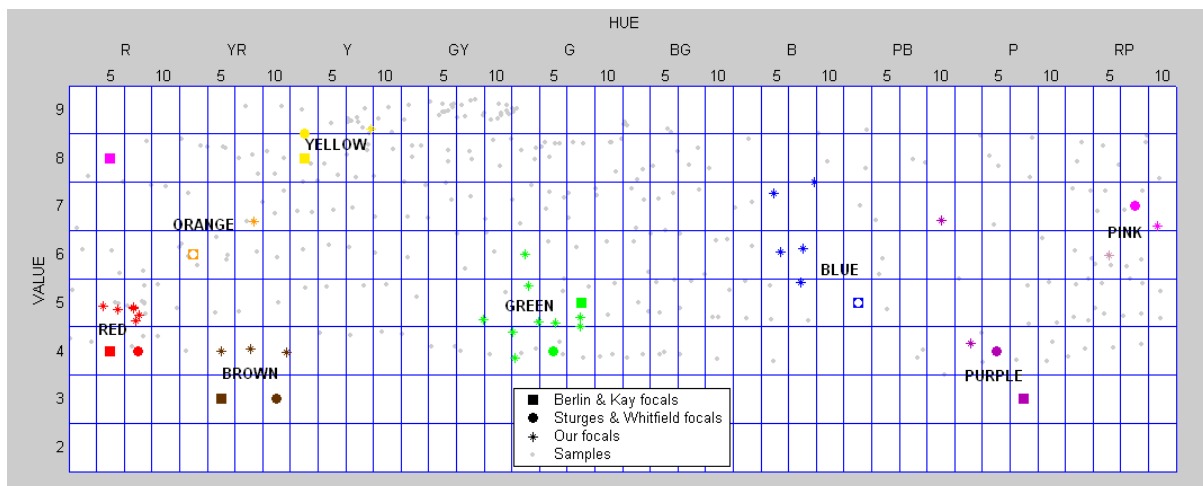 HUE
R YR Y GY G BG B PB P RP
5 10 5 10 5 10 5 10 5 10 5 10 5 10 5 10 5 10 5 10
VALUE
9
8
7
6
5
4
3
2
YELLOW
ORANGE
PINK
BLUE
GREEN
RED
BROWN
PURPLE
Berlin & Kay focals
Sturges & Whitfield focals
Our focals
Samples